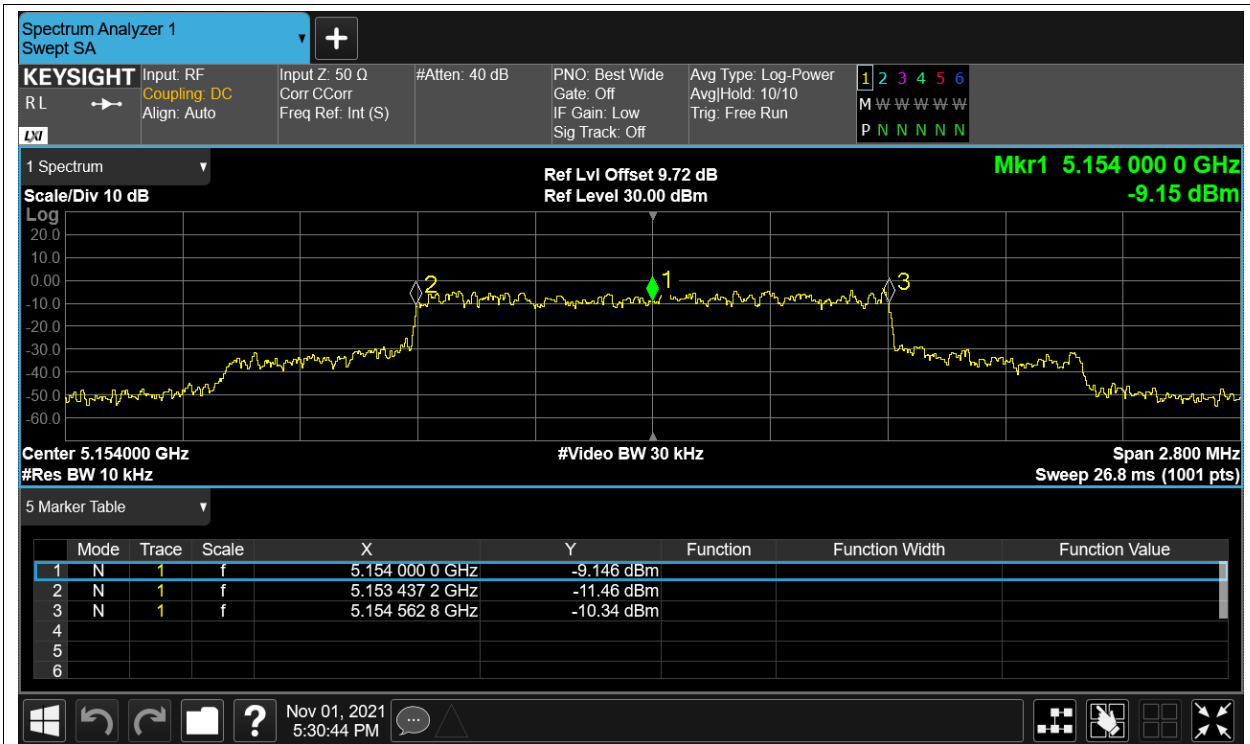 Spectrum Analyzer 1
Swept SA
KEYSIGHT
R L
LXI
Input: RF
Coupling: DC
Align: Auto
Input Z: 50 Ω
Corr CCorr
Freq Ref: Int (S)
#Atten: 40 dB
PNO: Best Wide
Gate: Off
IF Gain: Low
Sig Track: Off
Avg Type: Log-Power
Avg|Hold: 10/10
Trig: Free Run
1 2 3 4 5 6
M W W W W W
P N N N N N
1 Spectrum
Scale/Div 10 dB
Ref Lvl Offset 9.72 dB
Ref Level 30.00 dBm
Mkr1 5.154 000 0 GHz
-9.15 dBm
Log
20.0
10.0
0.00
-10.0
-20.0
-30.0
-40.0
-50.0
-60.0
2
1
3
Center 5.154000 GHz
#Video BW 30 kHz
Span 2.800 MHz
#Res BW 10 kHz
Sweep 26.8 ms (1001 pts)
5 Marker Table
Mode Trace Scale X Y Function Function Width Function Value
1 N 1 f 5.154 000 0 GHz -9.146 dBm
2 N 1 f 5.153 437 2 GHz -11.46 dBm
3 N 1 f 5.154 562 8 GHz -10.34 dBm
4
5
6
?
Nov 01, 2021
5:30:44 PM